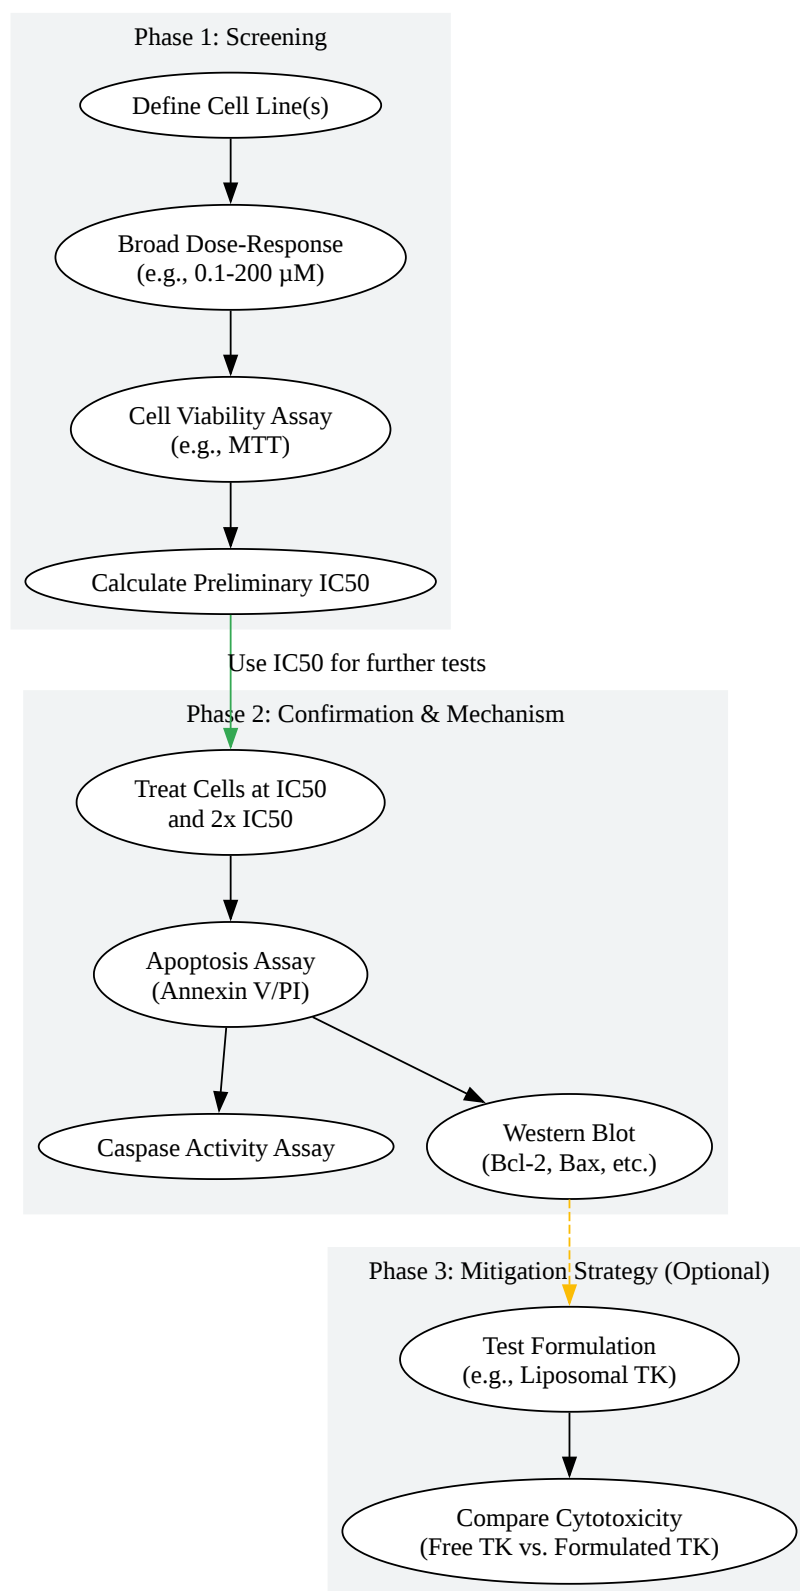 Phase 1: Screening
Define Cell Line(s)
Broad Dose-Response
(e.g., 0.1-200 µM)
Cell Viability Assay
(e.g., MTT)
Calculate Preliminary IC50
Use IC50 for further tests
Phase 2: Confirmation & Mechanism
Treat Cells at IC50
and 2x IC50
Apoptosis Assay
(Annexin V/PI)
Caspase Activity Assay
Western Blot
(Bcl-2, Bax, etc.)
Phase 3: Mitigation Strategy (Optional)
Test Formulation
(e.g., Liposomal TK)
Compare Cytotoxicity
(Free TK vs. Formulated TK)